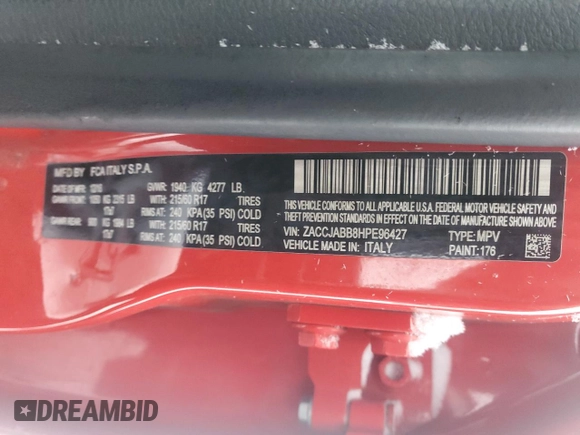 MFD BY FCA ITALY S.P.A.
GVWR: 1940 KG 4277 LB
WITH: 215/60 R17 TIRES
RIMS AT: 240 KPA(35 PSI) COLD
WITH: 215/60 R17 TIRES
RIMS AT: 240 KPA(35 PSI) COLD
THIS VEHICLE CONFORMS TO ALL APPLICABLE U.S.A. FEDERAL MOTOR
VEHICLE SAFETY, BUMPER, AND THEFT PREVENTION STANDARDS
IN EFFECT ON THE DATE OF MANUFACTURE SHOWN ABOVE.
VIN: ZACCJABB8HPE96427 TYPE: MPV
VEHICLE MADE IN: ITALY PAINT: 176
DREAMBID